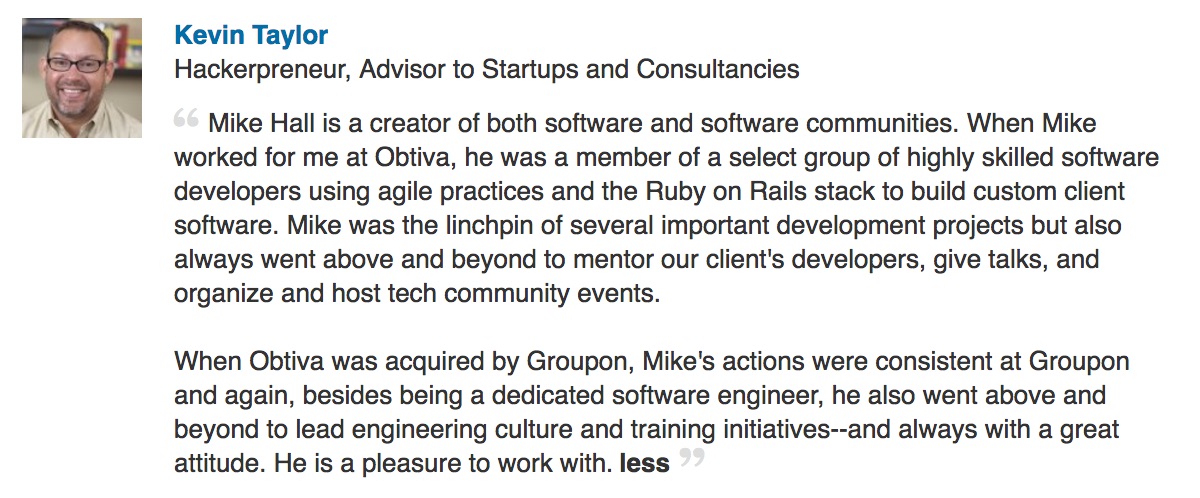 Kevin Taylor
Hackerpreneur, Advisor to Startups and Consultancies
“ Mike Hall is a creator of both software and software communities. When Mike
worked for me at Obtiva, he was a member of a select group of highly skilled software
developers using agile practices and the Ruby on Rails stack to build custom client
software. Mike was the linchpin of several important development projects but also
always went above and beyond to mentor our client's developers, give talks, and
organize and host tech community events.
When Obtiva was acquired by Groupon, Mike's actions were consistent at Groupon
and again, besides being a dedicated software engineer, he also went above and
beyond to lead engineering culture and training initiatives--and always with a great
attitude. He is a pleasure to work with. less ”